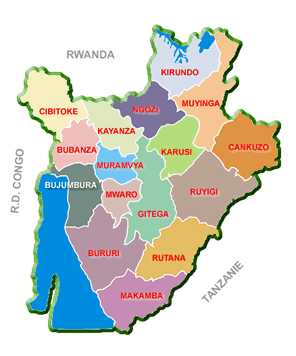 RWANDA
KIRUNDO
MUYINGA
NGOZI
CIBITOKE
KAYANZA
BUBANZA
KARUSI
CANKUZO
MURAMVYA
R.D. CONGO
BUJUMBURA
MWARO
RUYIGI
GITEGA
BURURI
RUTANA
TANZANIE
MAKAMBA